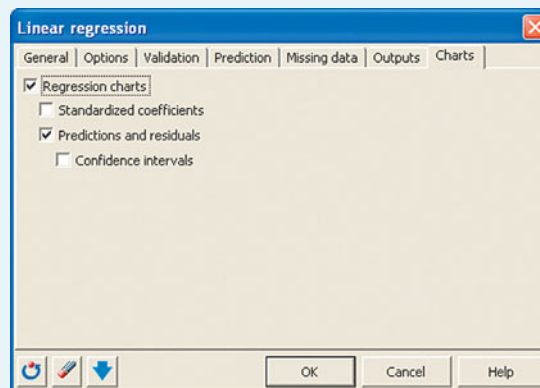 Linear regression
General Options Validation Prediction Missing data Outputs Charts
Regression charts
Standardized coefficients
Predictions and residuals
Confidence intervals
OK Cancel Help